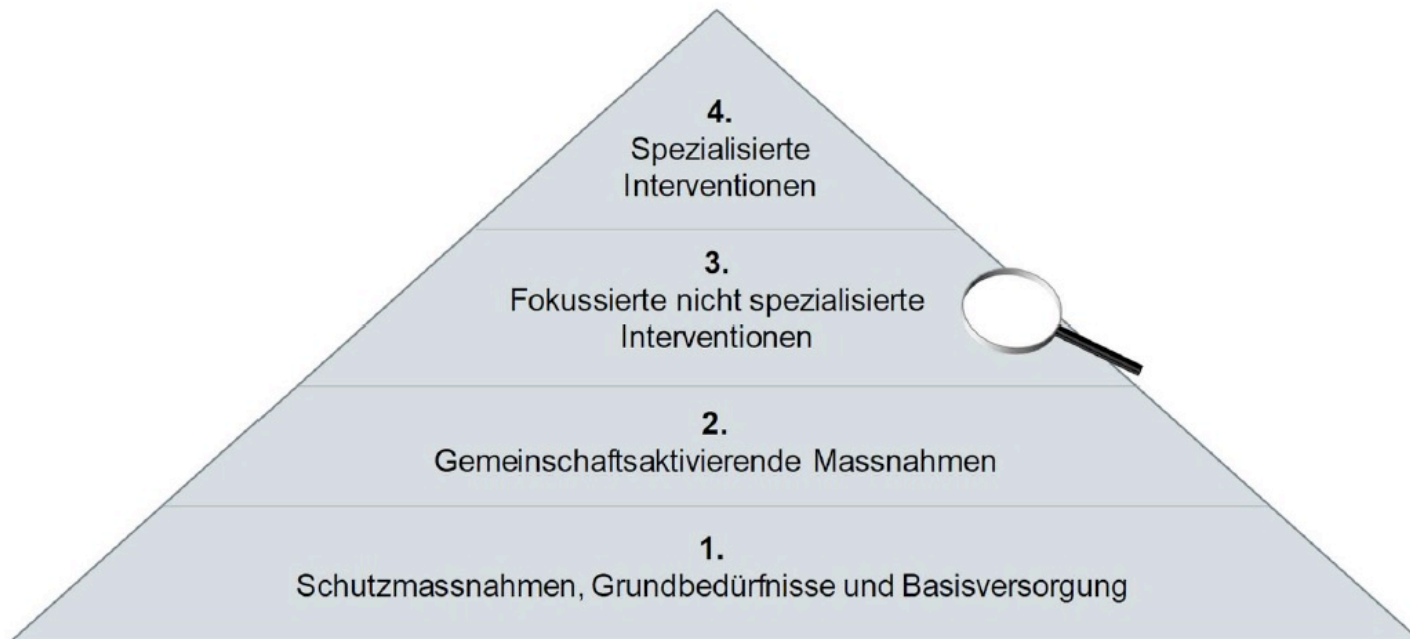 4.
Spezialisierte
Interventionen
3.
Fokussierte nicht spezialisierte
Interventionen
2.
Gemeinschaftsaktivierende Massnahmen
1.
Schutzmassnahmen, Grundbedürfnisse und Basisversorgung